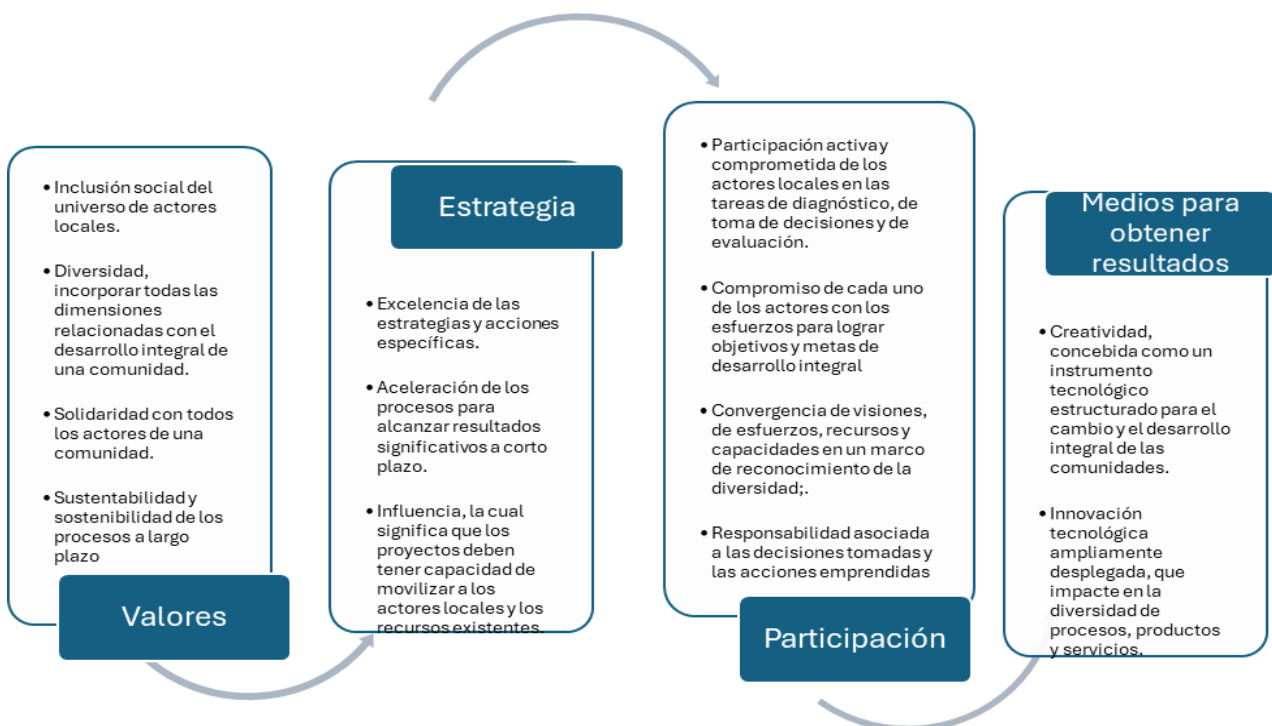 • Inclusión social del
universo de actores
locales.
• Diversidad,
incorporar todas las
dimensiones
relacionadas con el
desarrollo integral de
una comunidad.
• Solidaridad con todos
los actores de una
comunidad.
• Sustentabilidad y
sostenibilidad de los
procesos a largo
plazo
Valores
Estrategia
• Excelencia de las
estrategias y acciones
específicas.
• Aceleración de los
procesos para
alcanzar resultados
significativos a corto
plazo.
• Influencia, la cual
significa que los
proyectos deben
tener capacidad de
movilizar a los
actores locales y los
recursos existentes.
• Participación activa y
comprometida de los
actores locales en las
tareas de diagnóstico, de
toma de decisiones y de
evaluación.
• Compromiso de cada uno
de los actores con los
esfuerzos para lograr
objetivos y metas de
desarrollo integral
• Convergencia de visiones,
de esfuerzos, recursos y
capacidades en un marco
de reconocimiento de la
diversidad;.
• Responsabilidad asociada
a las decisiones tomadas y
las acciones emprendidas
Participación
Medios para
obtener
resultados
• Creatividad,
concebida como un
instrumento
tecnológico
estructurado para el
cambio y el desarrollo
integral de las
comunidades.
• Innovación
tecnológica
ampliamente
desplegada, que
impacte en la
diversidad de
procesos, productos
y servicios.